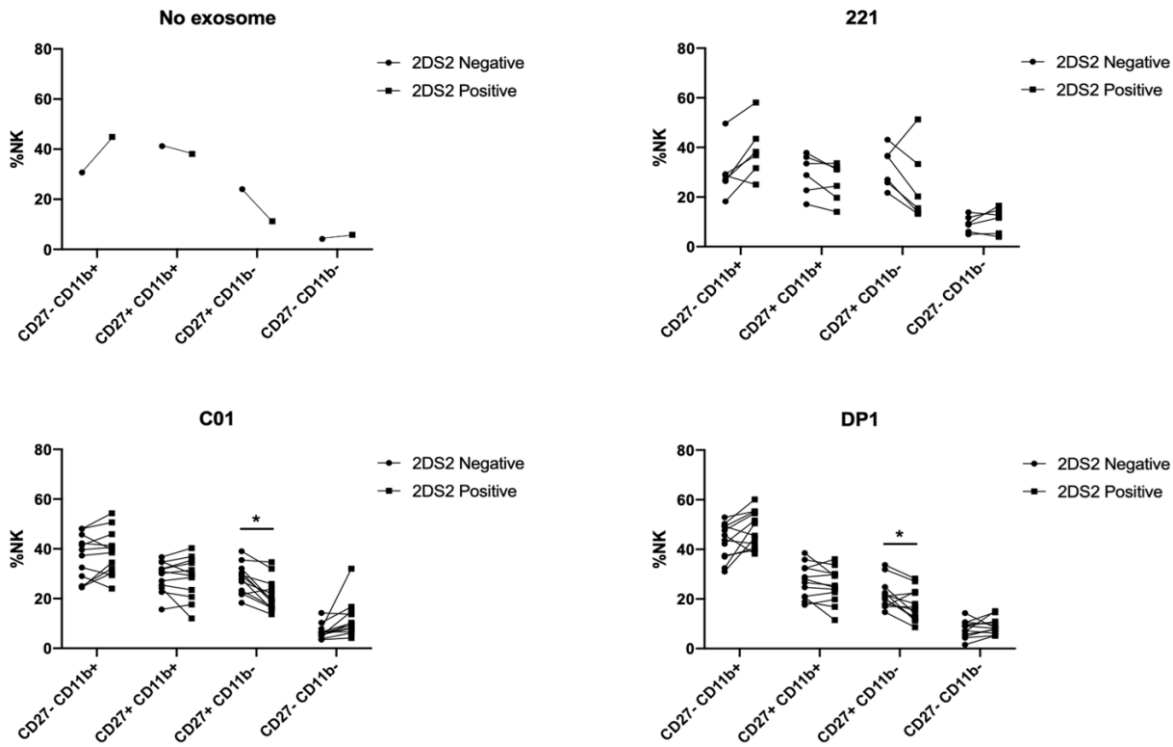 No exosome
80
60
40
20
0
%NK
2DS2 Negative
2DS2 Positive
CD27- CD11b+
CD27+ CD11b+
CD27+ CD11b-
CD27- CD11b-
221
80
60
40
20
0
%NK
2DS2 Negative
2DS2 Positive
CD27- CD11b+
CD27+ CD11b+
CD27+ CD11b-
CD27- CD11b-
C01
80
60
40
20
0
%NK
*
2DS2 Negative
2DS2 Positive
CD27- CD11b+
CD27+ CD11b+
CD27+ CD11b-
CD27- CD11b-
DP1
80
60
40
20
0
%NK
*
2DS2 Negative
2DS2 Positive
CD27- CD11b+
CD27+ CD11b+
CD27+ CD11b-
CD27- CD11b-